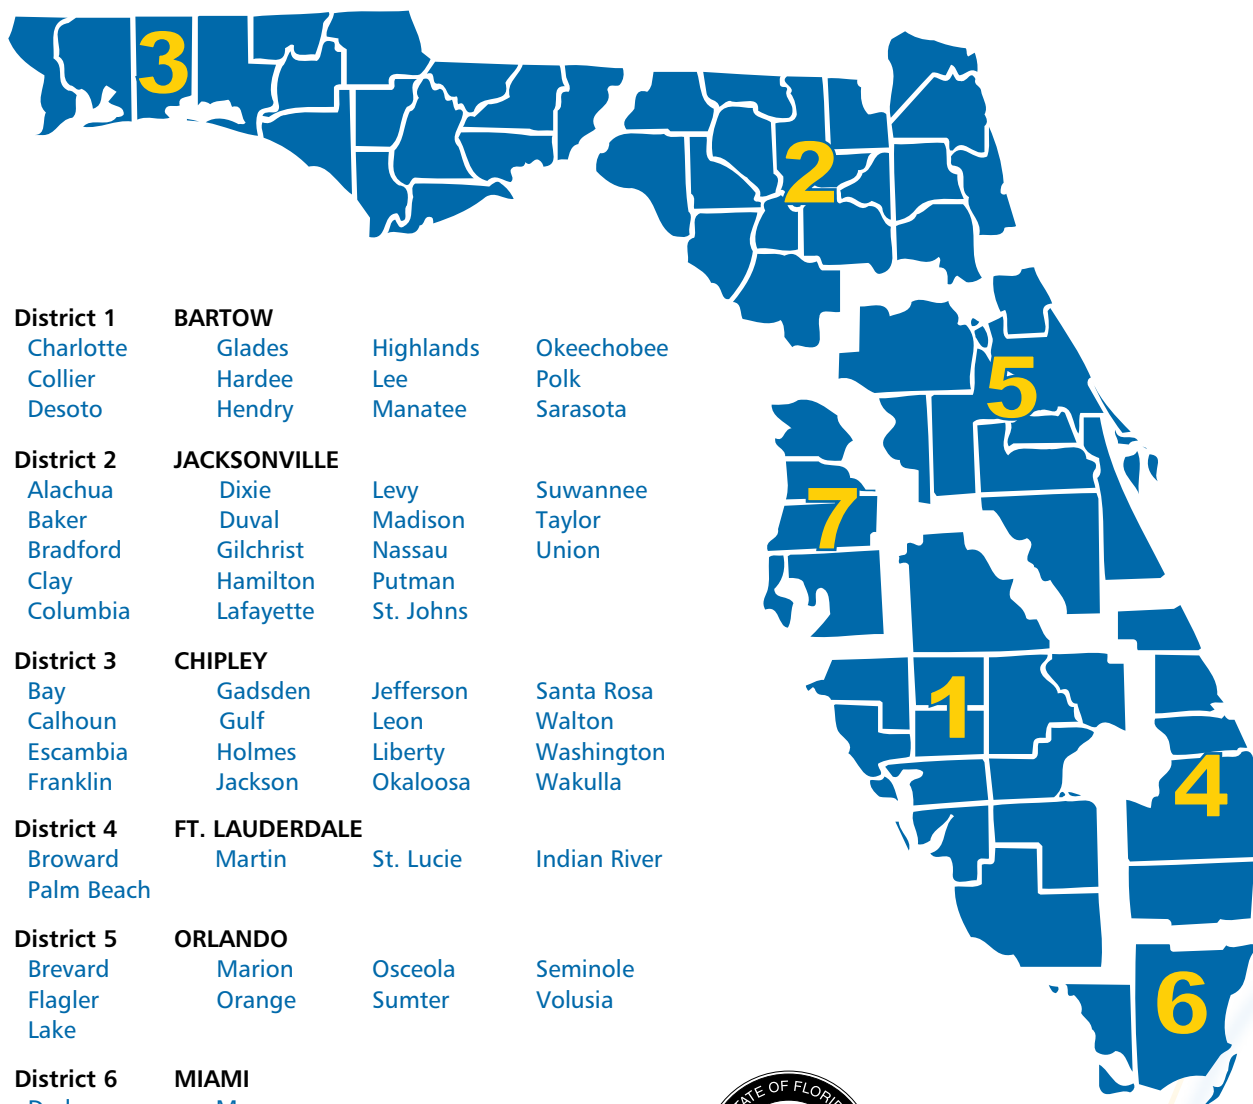 3
2
5
7
1
4
6
District 1 BARTOW
Charlotte Glades Highlands Okeechobee
Collier Hardee Lee Polk
Desoto Hendry Manatee Sarasota
District 2 JACKSONVILLE
Alachua Dixie Levy Suwannee
Baker Duval Madison Taylor
Bradford Gilchrist Nassau Union
Clay Hamilton Putman
Columbia Lafayette St. Johns
District 3 CHIPLEY
Bay Gadsden Jefferson Santa Rosa
Calhoun Gulf Leon Walton
Escambia Holmes Liberty Washington
Franklin Jackson Okaloosa Wakulla
District 4 FT. LAUDERDALE
Broward Martin St. Lucie Indian River
Palm Beach
District 5 ORLANDO
Brevard Marion Osceola Seminole
Flagler Orange Sumter Volusia
Lake
District 6 MIAMI
OF